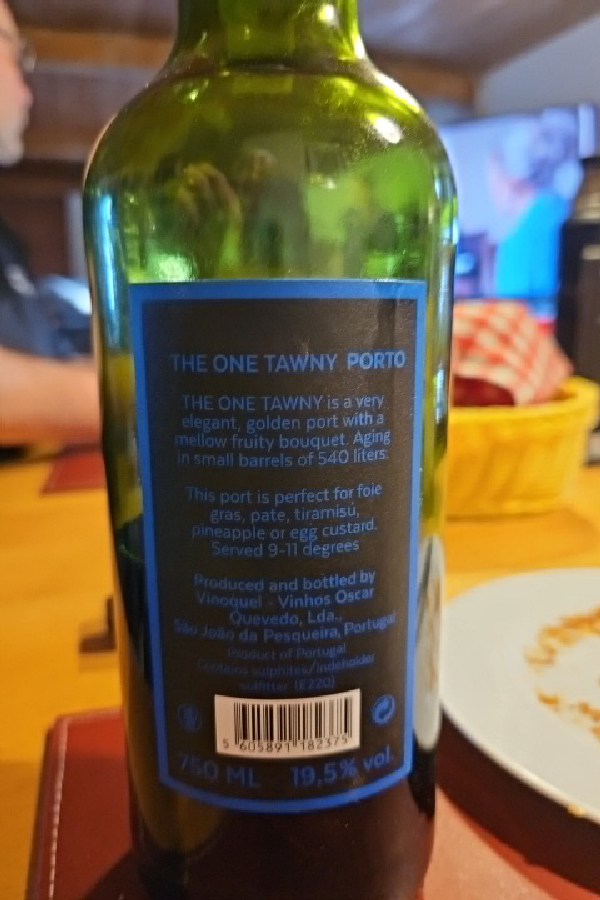 THE ONE TAWNY PORTO
THE ONE TAWNY is a very
elegant, golden port with a
mellow fruity bouquet. Aging
in small barrels of 540 liters.
This port is perfect for foie
gras, pate, tiramisú,
pineapple or egg custard.
Served 9-11 degrees
Produced and bottled by
Vinoquel - Vinhos Oscar
Quevedo, Lda.,
São João da Pesqueira, Portugal
Product of Portugal
Contains sulphites/Indeholder
sulfitter (E220)
5 605891 182375
750 ML 19,5% vol.